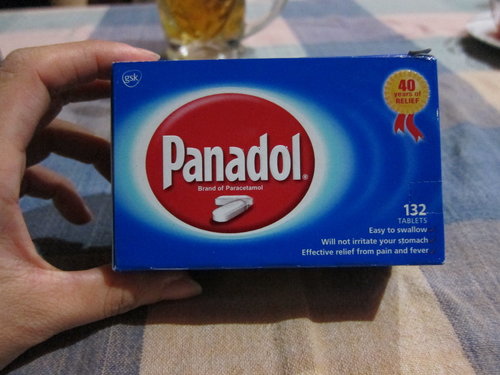 gsk
40
years of
RELIEF
Panadol®
Brand of Paracetamol
132
TABLETS
Easy to swallow
Will not irritate your stomach
Effective relief from pain and fever